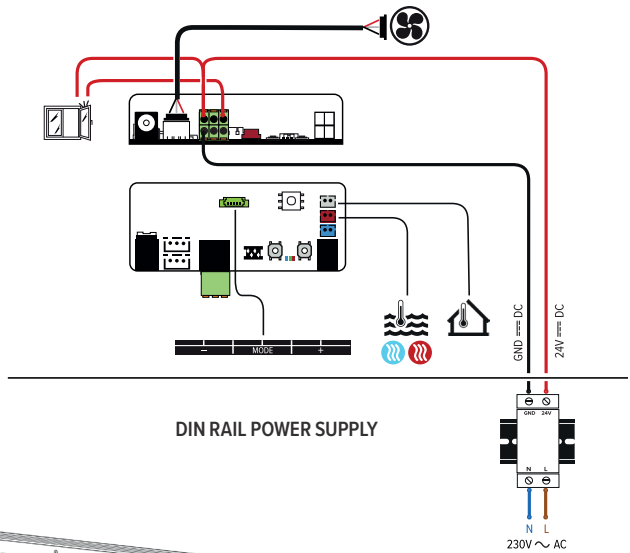 − MODE +
GND ⎓ DC
24V ⎓ DC
DIN RAIL POWER SUPPLY
GND 24V
N L
N L
230V ∼ AC